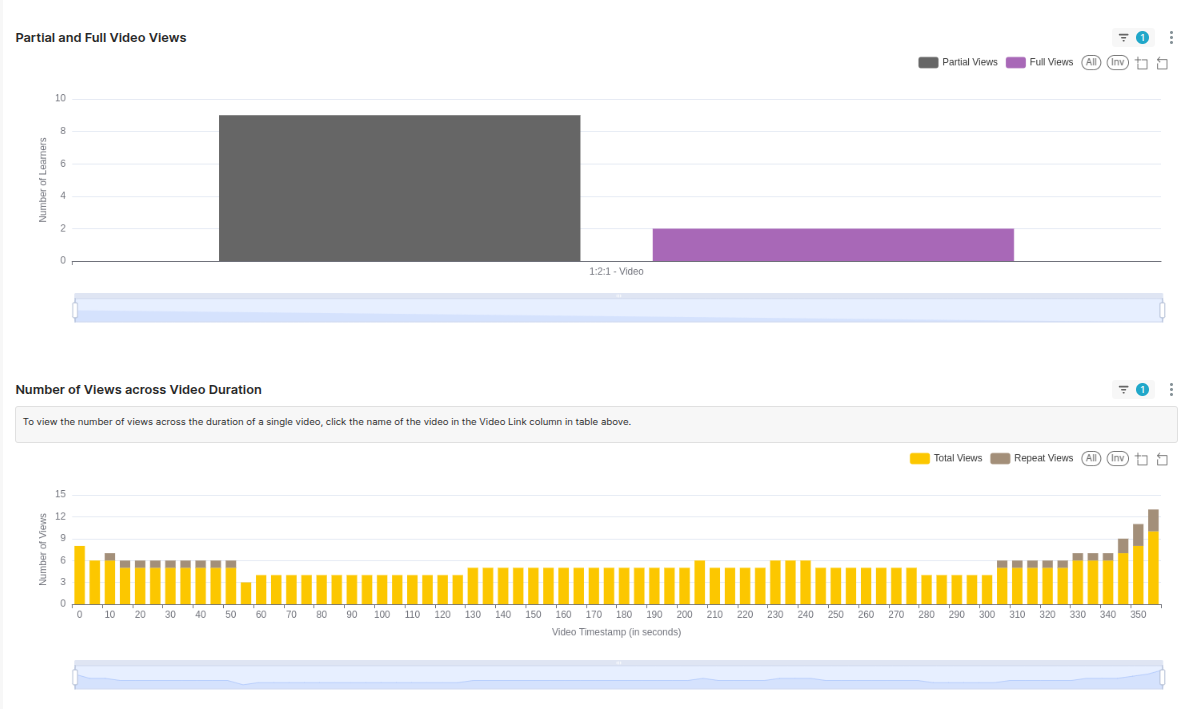 Partial and Full Video Views
1
Partial Views Full Views All Inv
10
8
6
4
2
0
Number of Learners
1:2:1 - Video
Number of Views across Video Duration
1
To view the number of views across the duration of a single video, click the name of the video in the Video Link column in table above.
Total Views Repeat Views All Inv
15
12
9
6
3
0
Number of Views
0 10 20 30 40 50 60 70 80 90 100 110 120 130 140 150 160 170 180 190 200 210 220 230 240 250 260 270 280 290 300 310 320 330 340 350
Video Timestamp (in seconds)